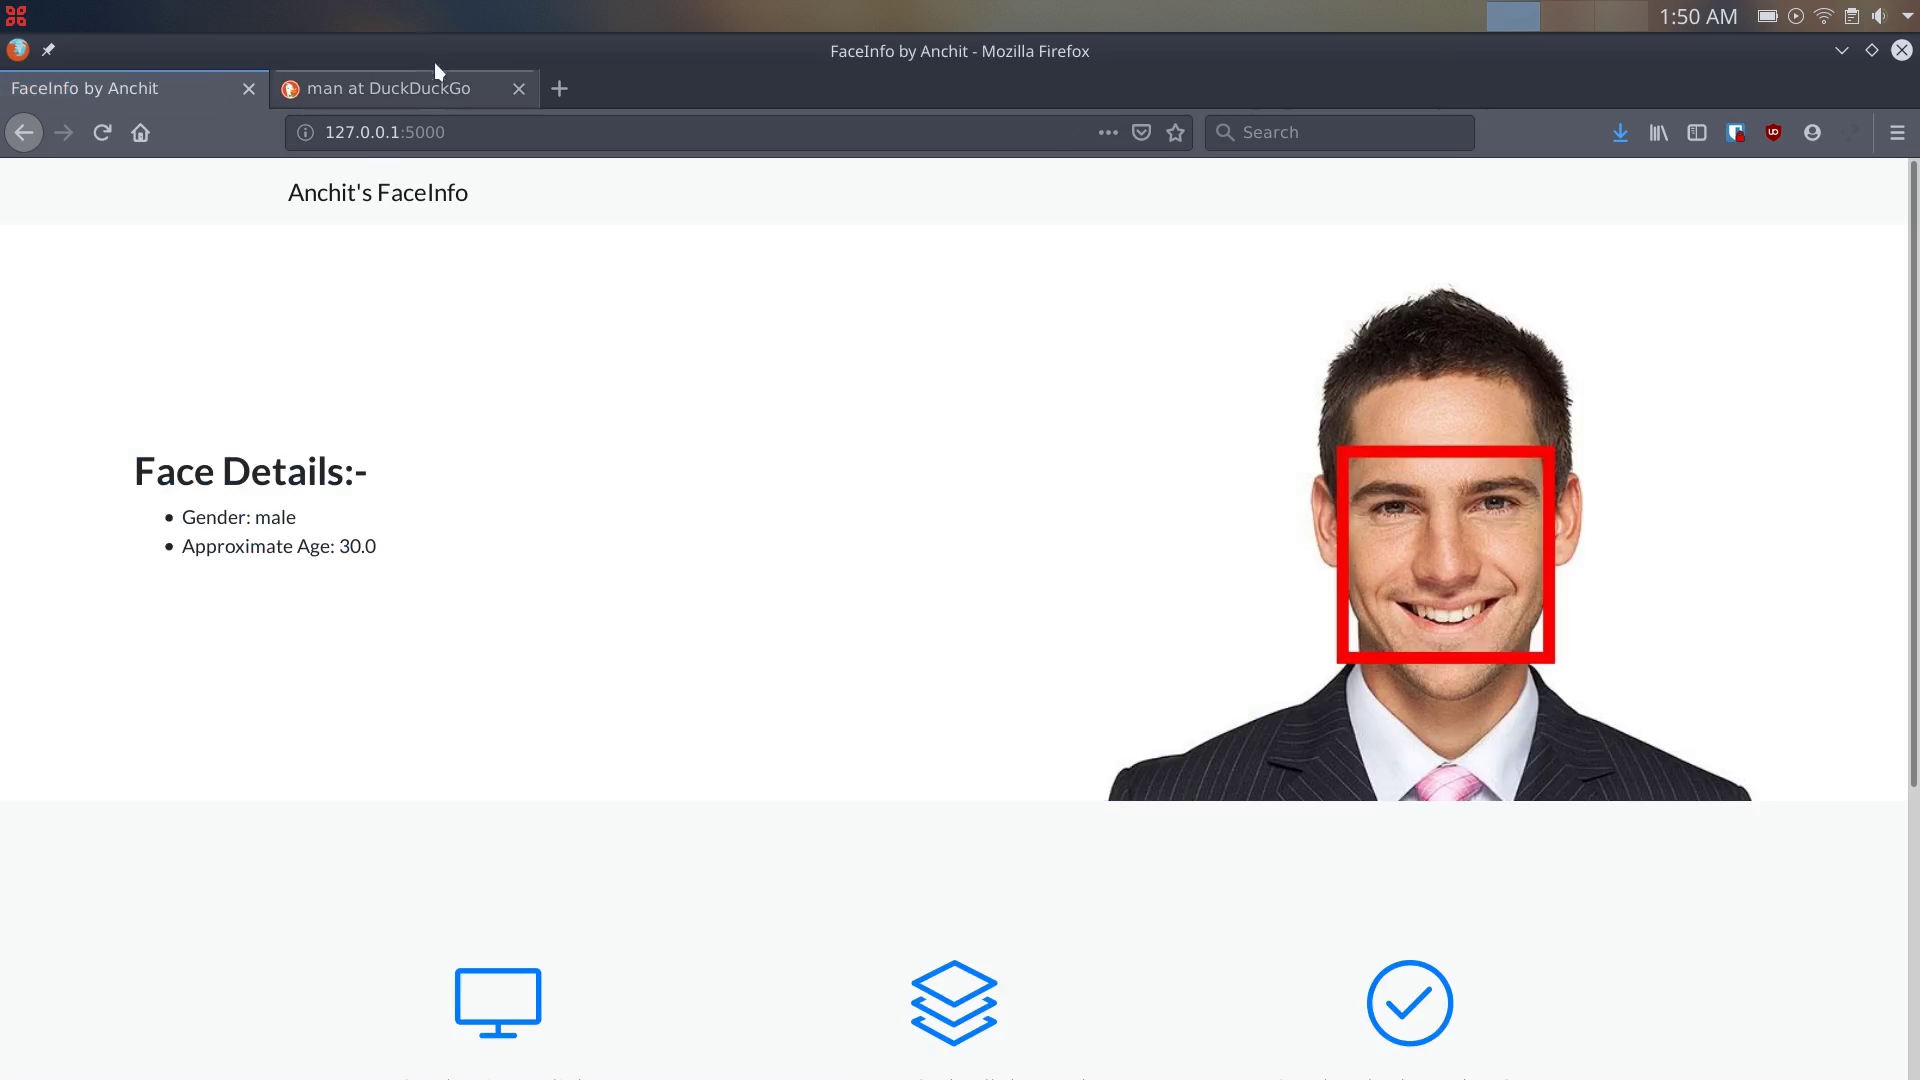 1:50 AM
FaceInfo by Anchit - Mozilla Firefox
FaceInfo by Anchit
man at DuckDuckGo
127.0.0.1:5000
Search
Anchit's FaceInfo
Face Details:-
Gender: male
Approximate Age: 30.0